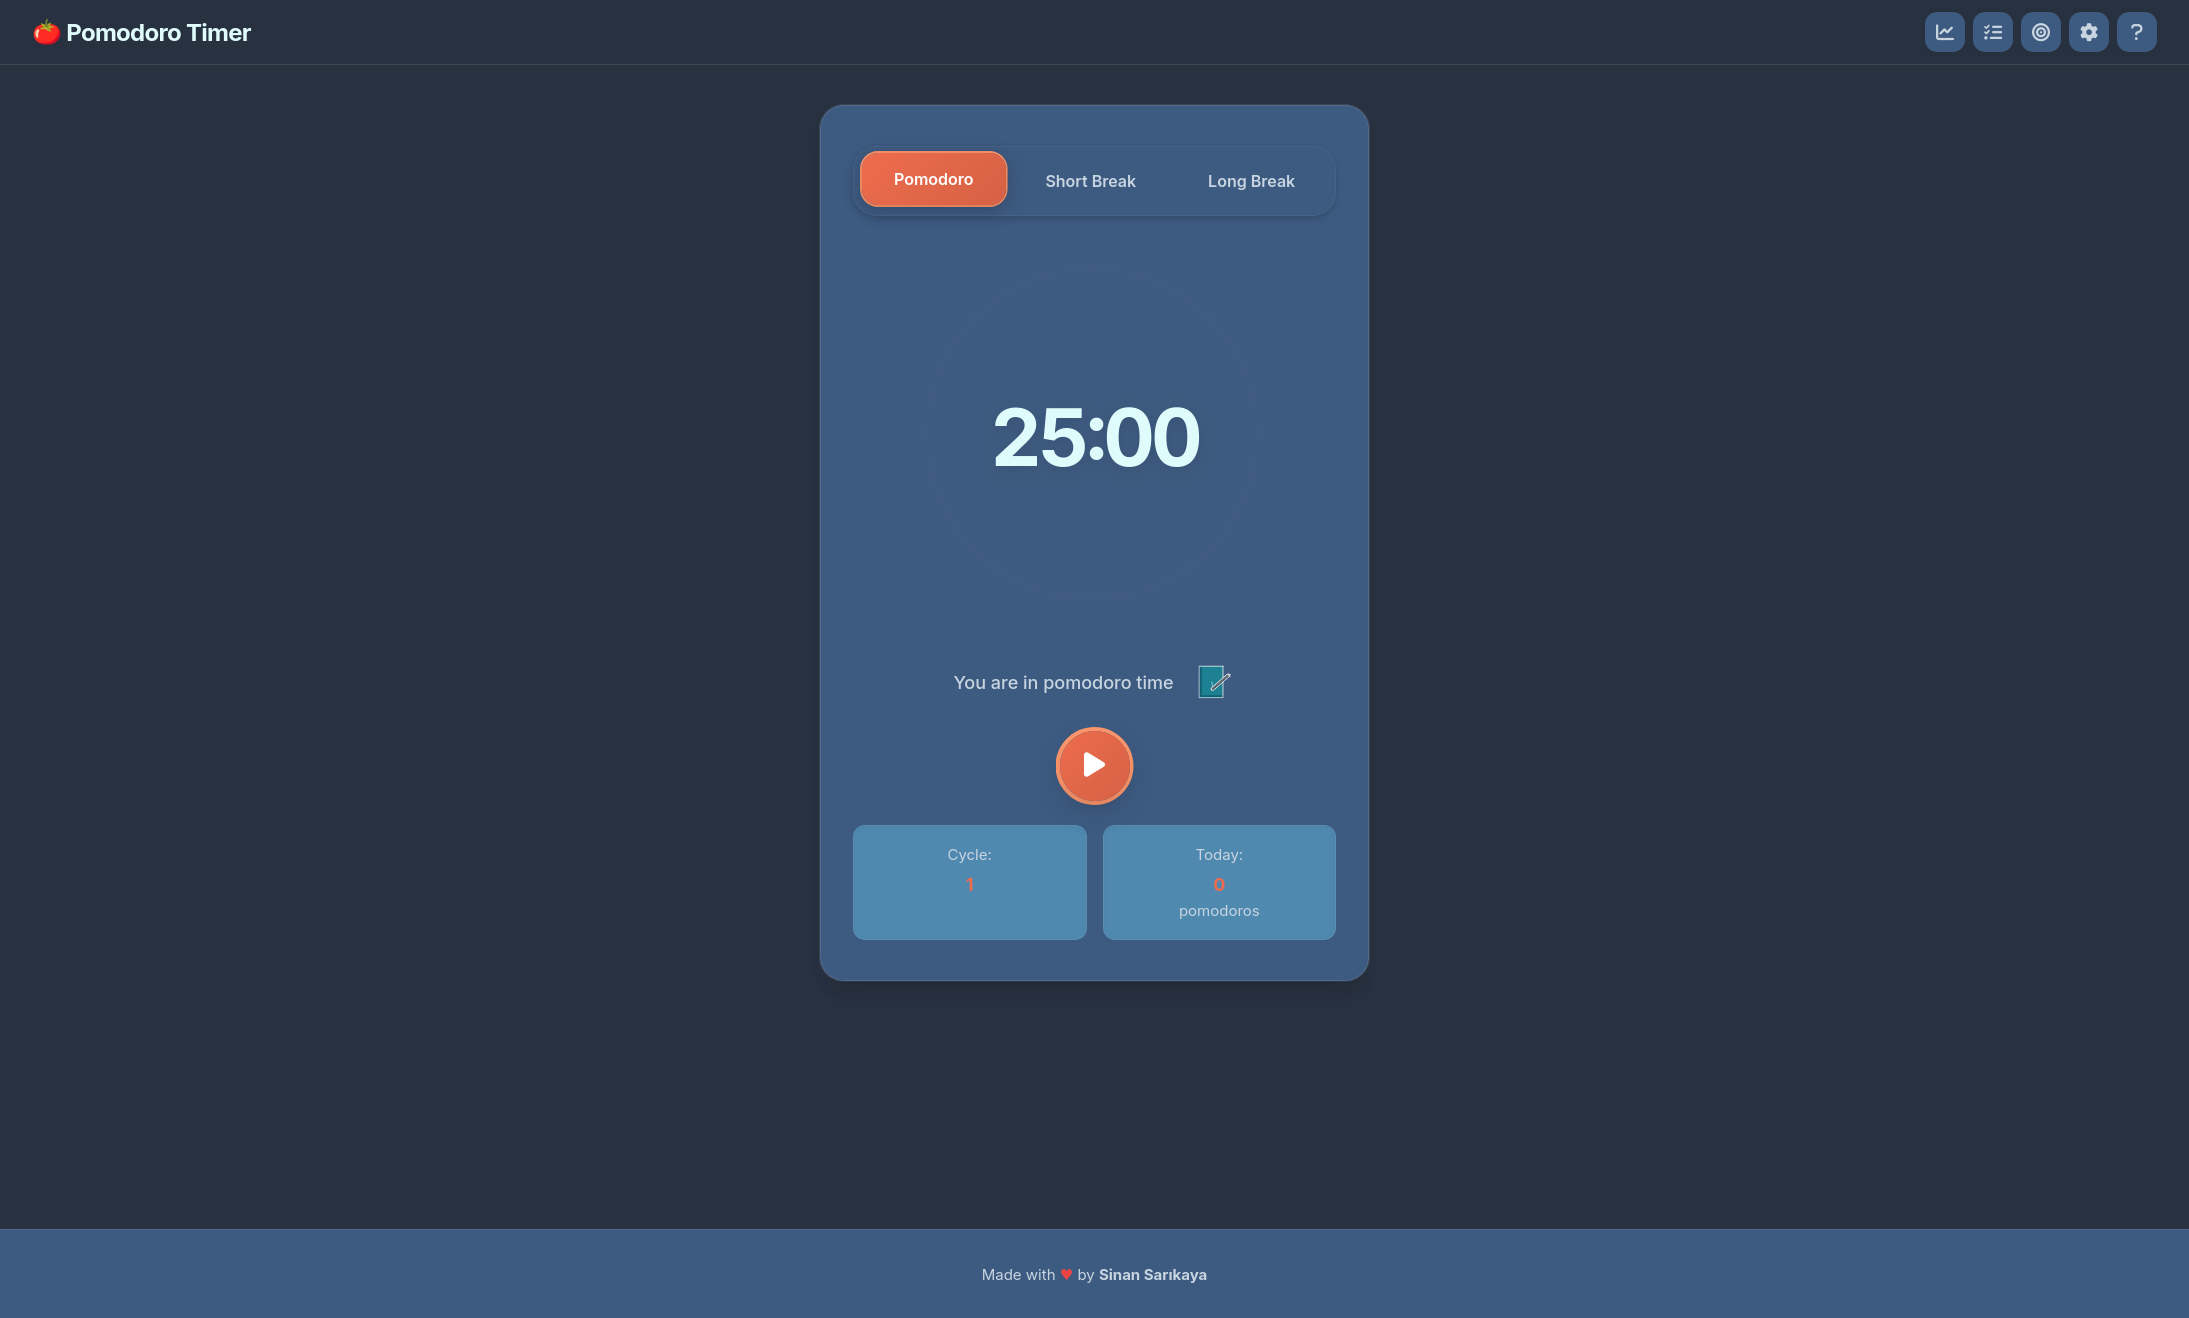 🍅 Pomodoro Timer
?
Pomodoro
Short Break
Long Break
25:00
You are in pomodoro time
Cycle:
1
Today:
0
pomodoros
Made with ♥ by Sinan Sarıkaya